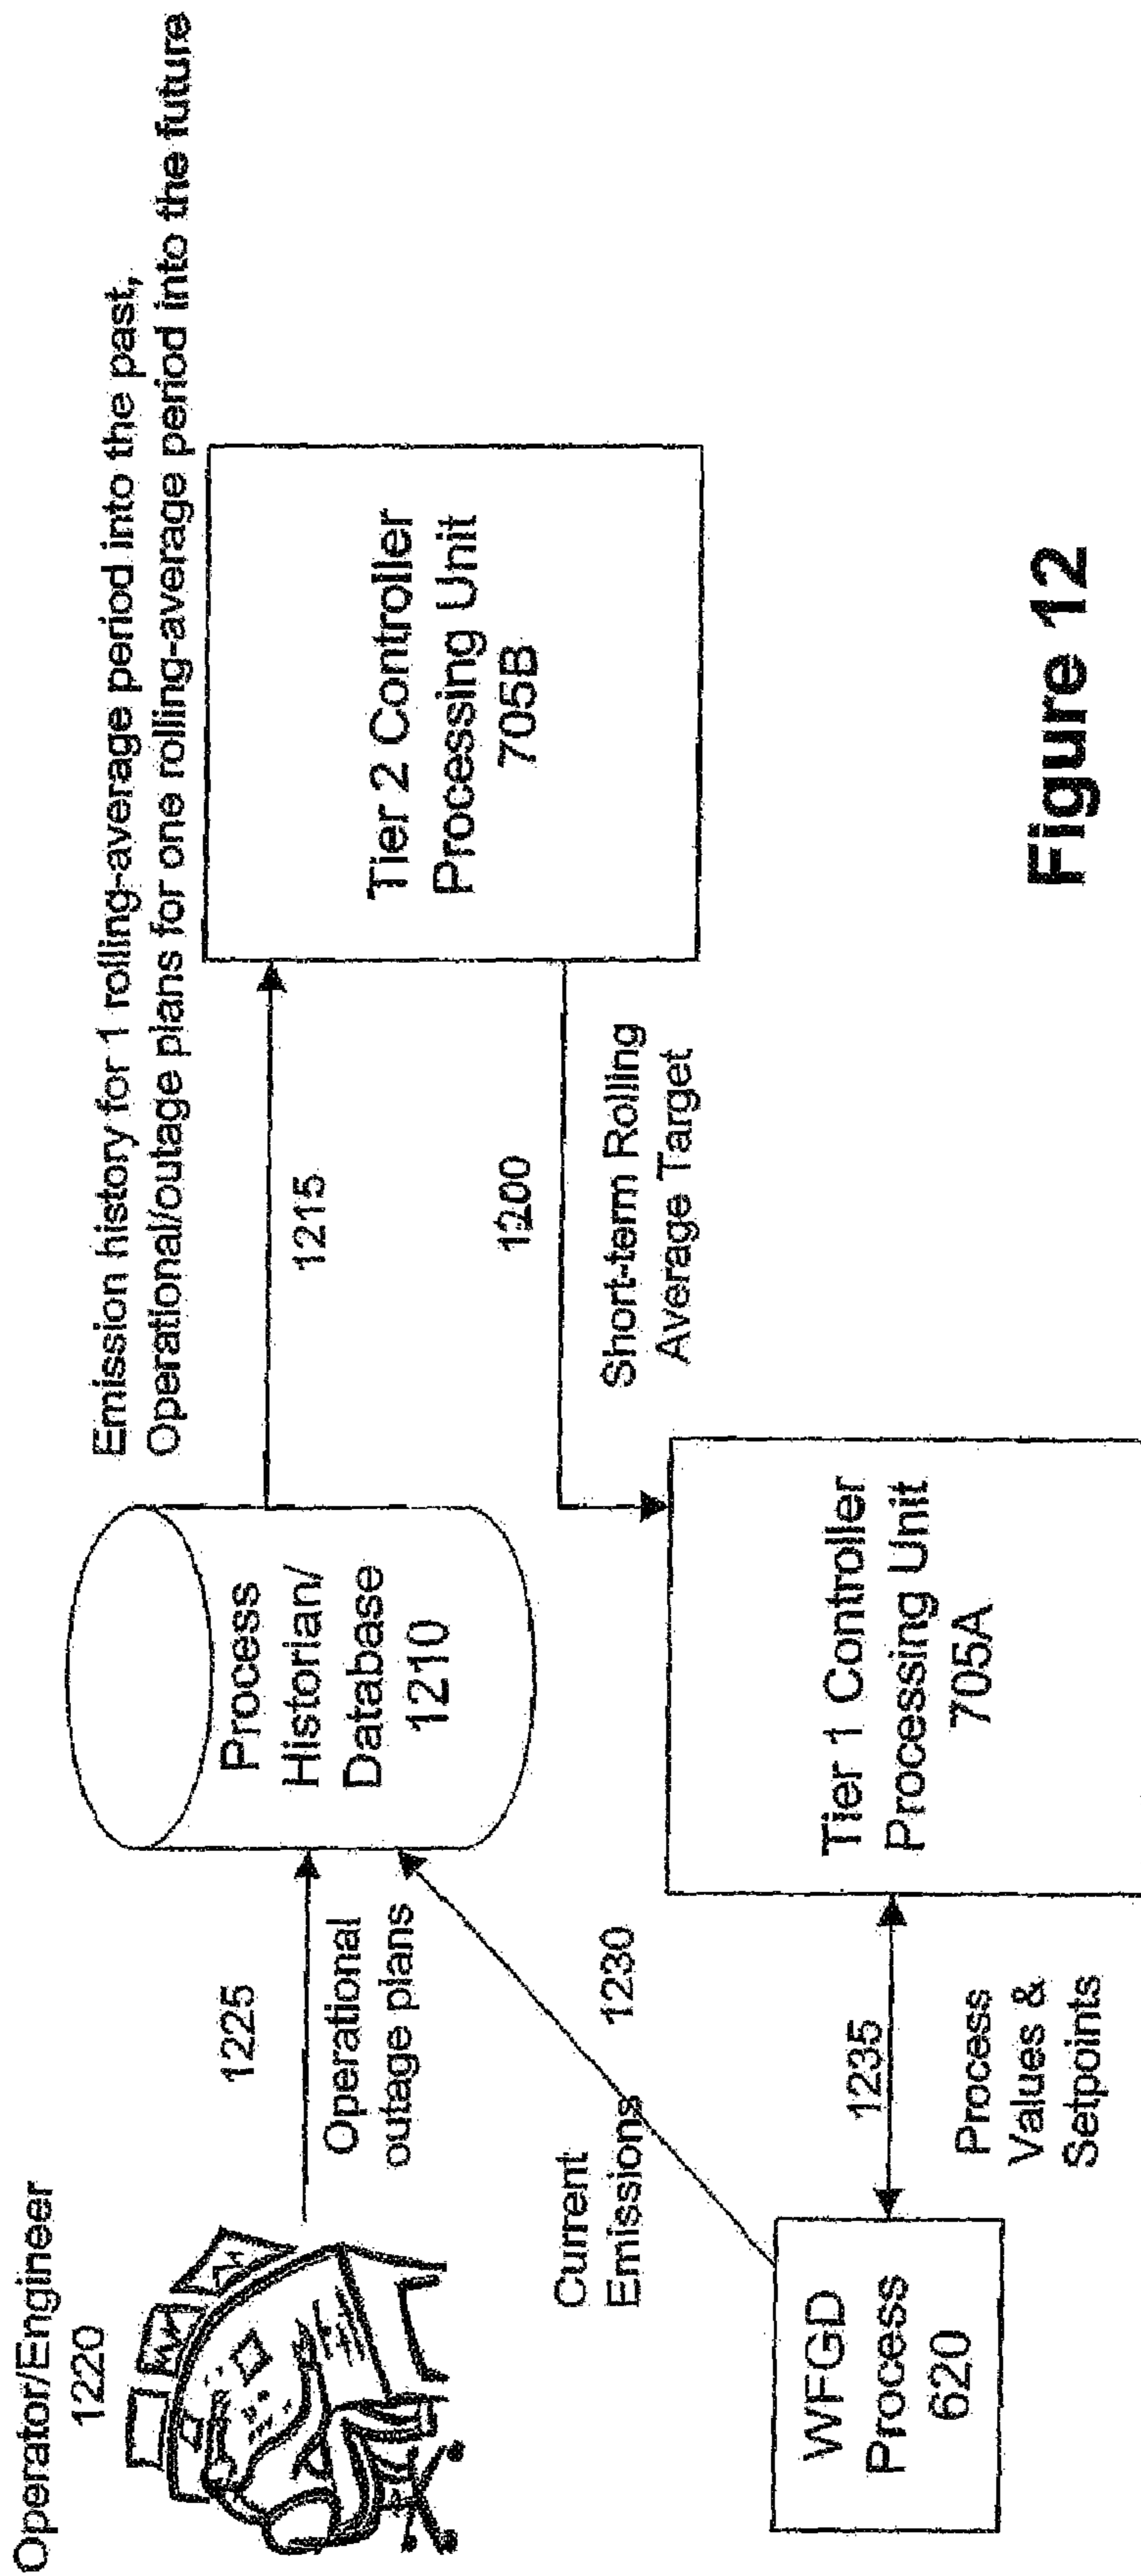 Operator/Engineer
1220
1225
Operational
outage plans
Process
Historian/
Database
1210
Emission history for 1 rolling-average period into the past,
Operational/outage plans for one rolling-average period into the future
1215
Tier 2 Controller
Processing Unit
705B
1200
Short-term Rolling
Average Target
Current
Emissions
1230
WFGD
Process
620
1235
Process
Values &
Setpoints
Tier 1 Controller
Processing Unit
705A
Figure 12